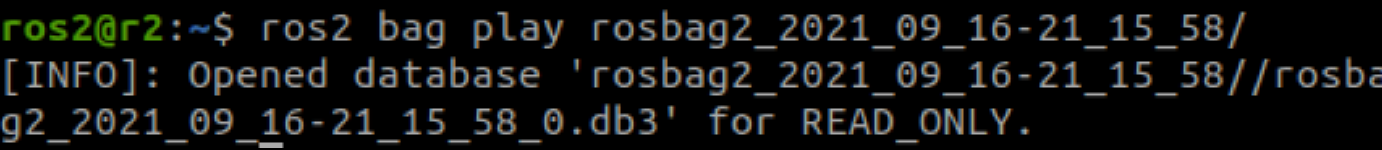 ros2@r2:~$ ros2 bag play rosbag2_2021_09_16-21_15_58/
[INFO]: Opened database 'rosbag2_2021_09_16-21_15_58//rosba
g2_2021_09_16-21_15_58_0.db3' for READ_ONLY.